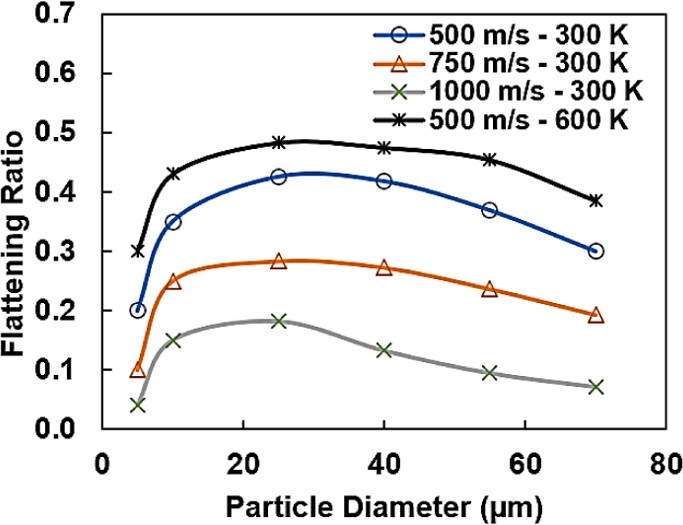 0.7
0.6
0.5
0.4
0.3
0.2
0.1
0.0
Flattening Ratio
500 m/s - 300 K
750 m/s - 300 K
1000 m/s - 300 K
500 m/s - 600 K
0 20 40 60 80
Particle Diameter (µm)